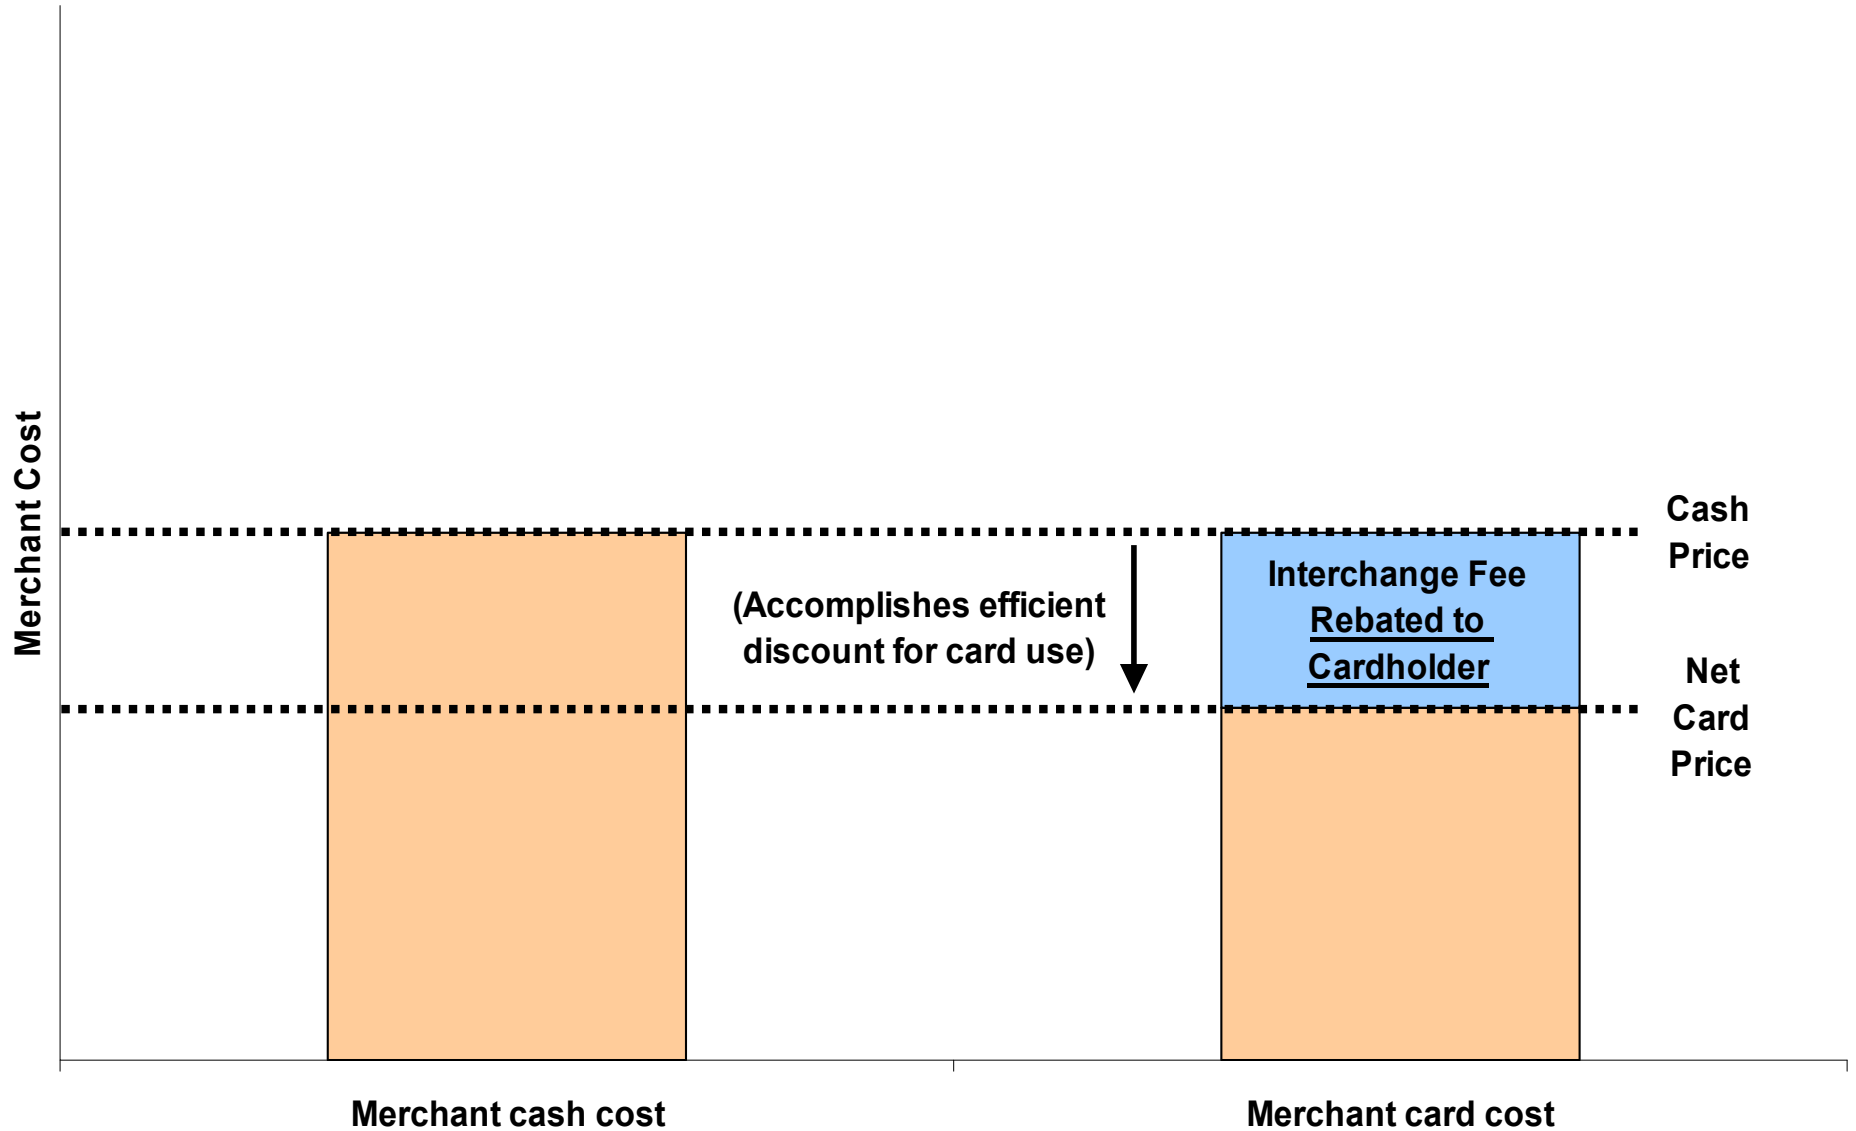 Merchant Cost
Cash
Price
Interchange Fee
Rebated to
Cardholder
(Accomplishes efficient
discount for card use)
Net
Card
Price
Merchant cash cost
Merchant card cost